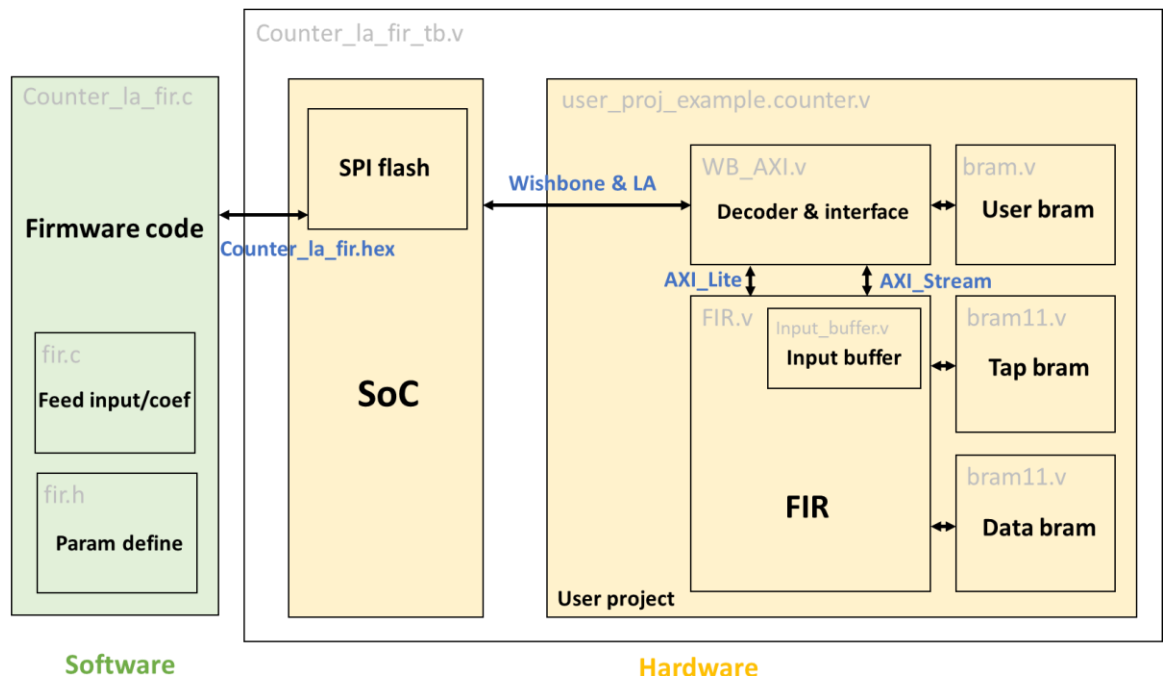 Counter_la_fir_tb.v
Counter_la_fir.c
Firmware code
fir.c
Feed input/coef
fir.h
Param define
Software
Counter_la_fir.hex
SPI flash
SoC
Wishbone & LA
user_proj_example.counter.v
WB_AXI.v
Decoder & interface
bram.v
User bram
AXI_Lite
AXI_Stream
FIR.v
Input_buffer.v
Input buffer
FIR
bram11.v
Tap bram
bram11.v
Data bram
User project
Hardware